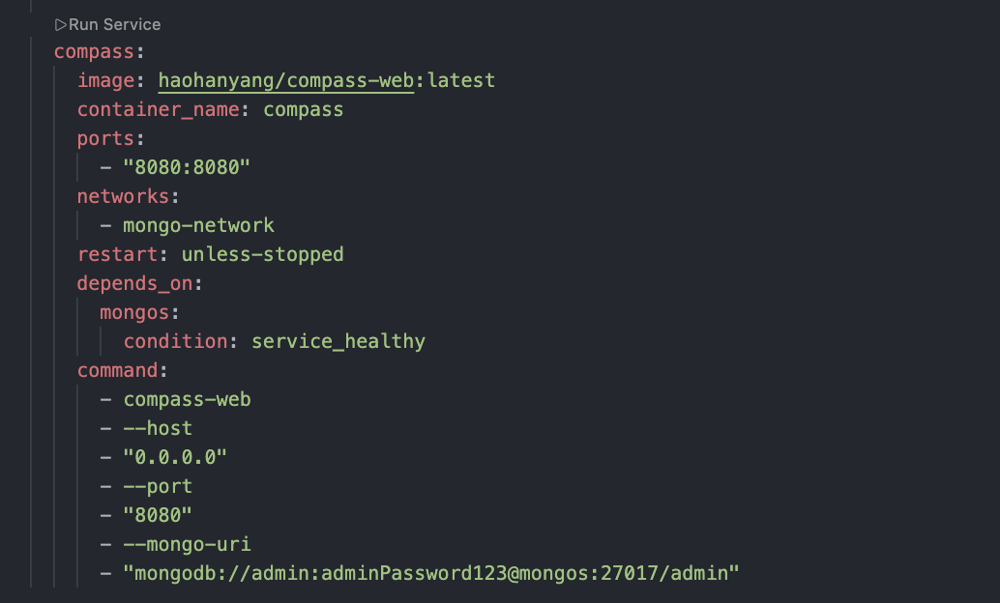 ▷Run Service
compass:
image: haohanyang/compass-web:latest
container_name: compass
ports:
- "8080:8080"
networks:
- mongo-network
restart: unless-stopped
depends_on:
mongos:
condition: service_healthy
command:
- compass-web
- --host
- "0.0.0.0"
- --port
- "8080"
- --mongo-uri
- "mongodb://admin:adminPassword123@mongos:27017/admin"